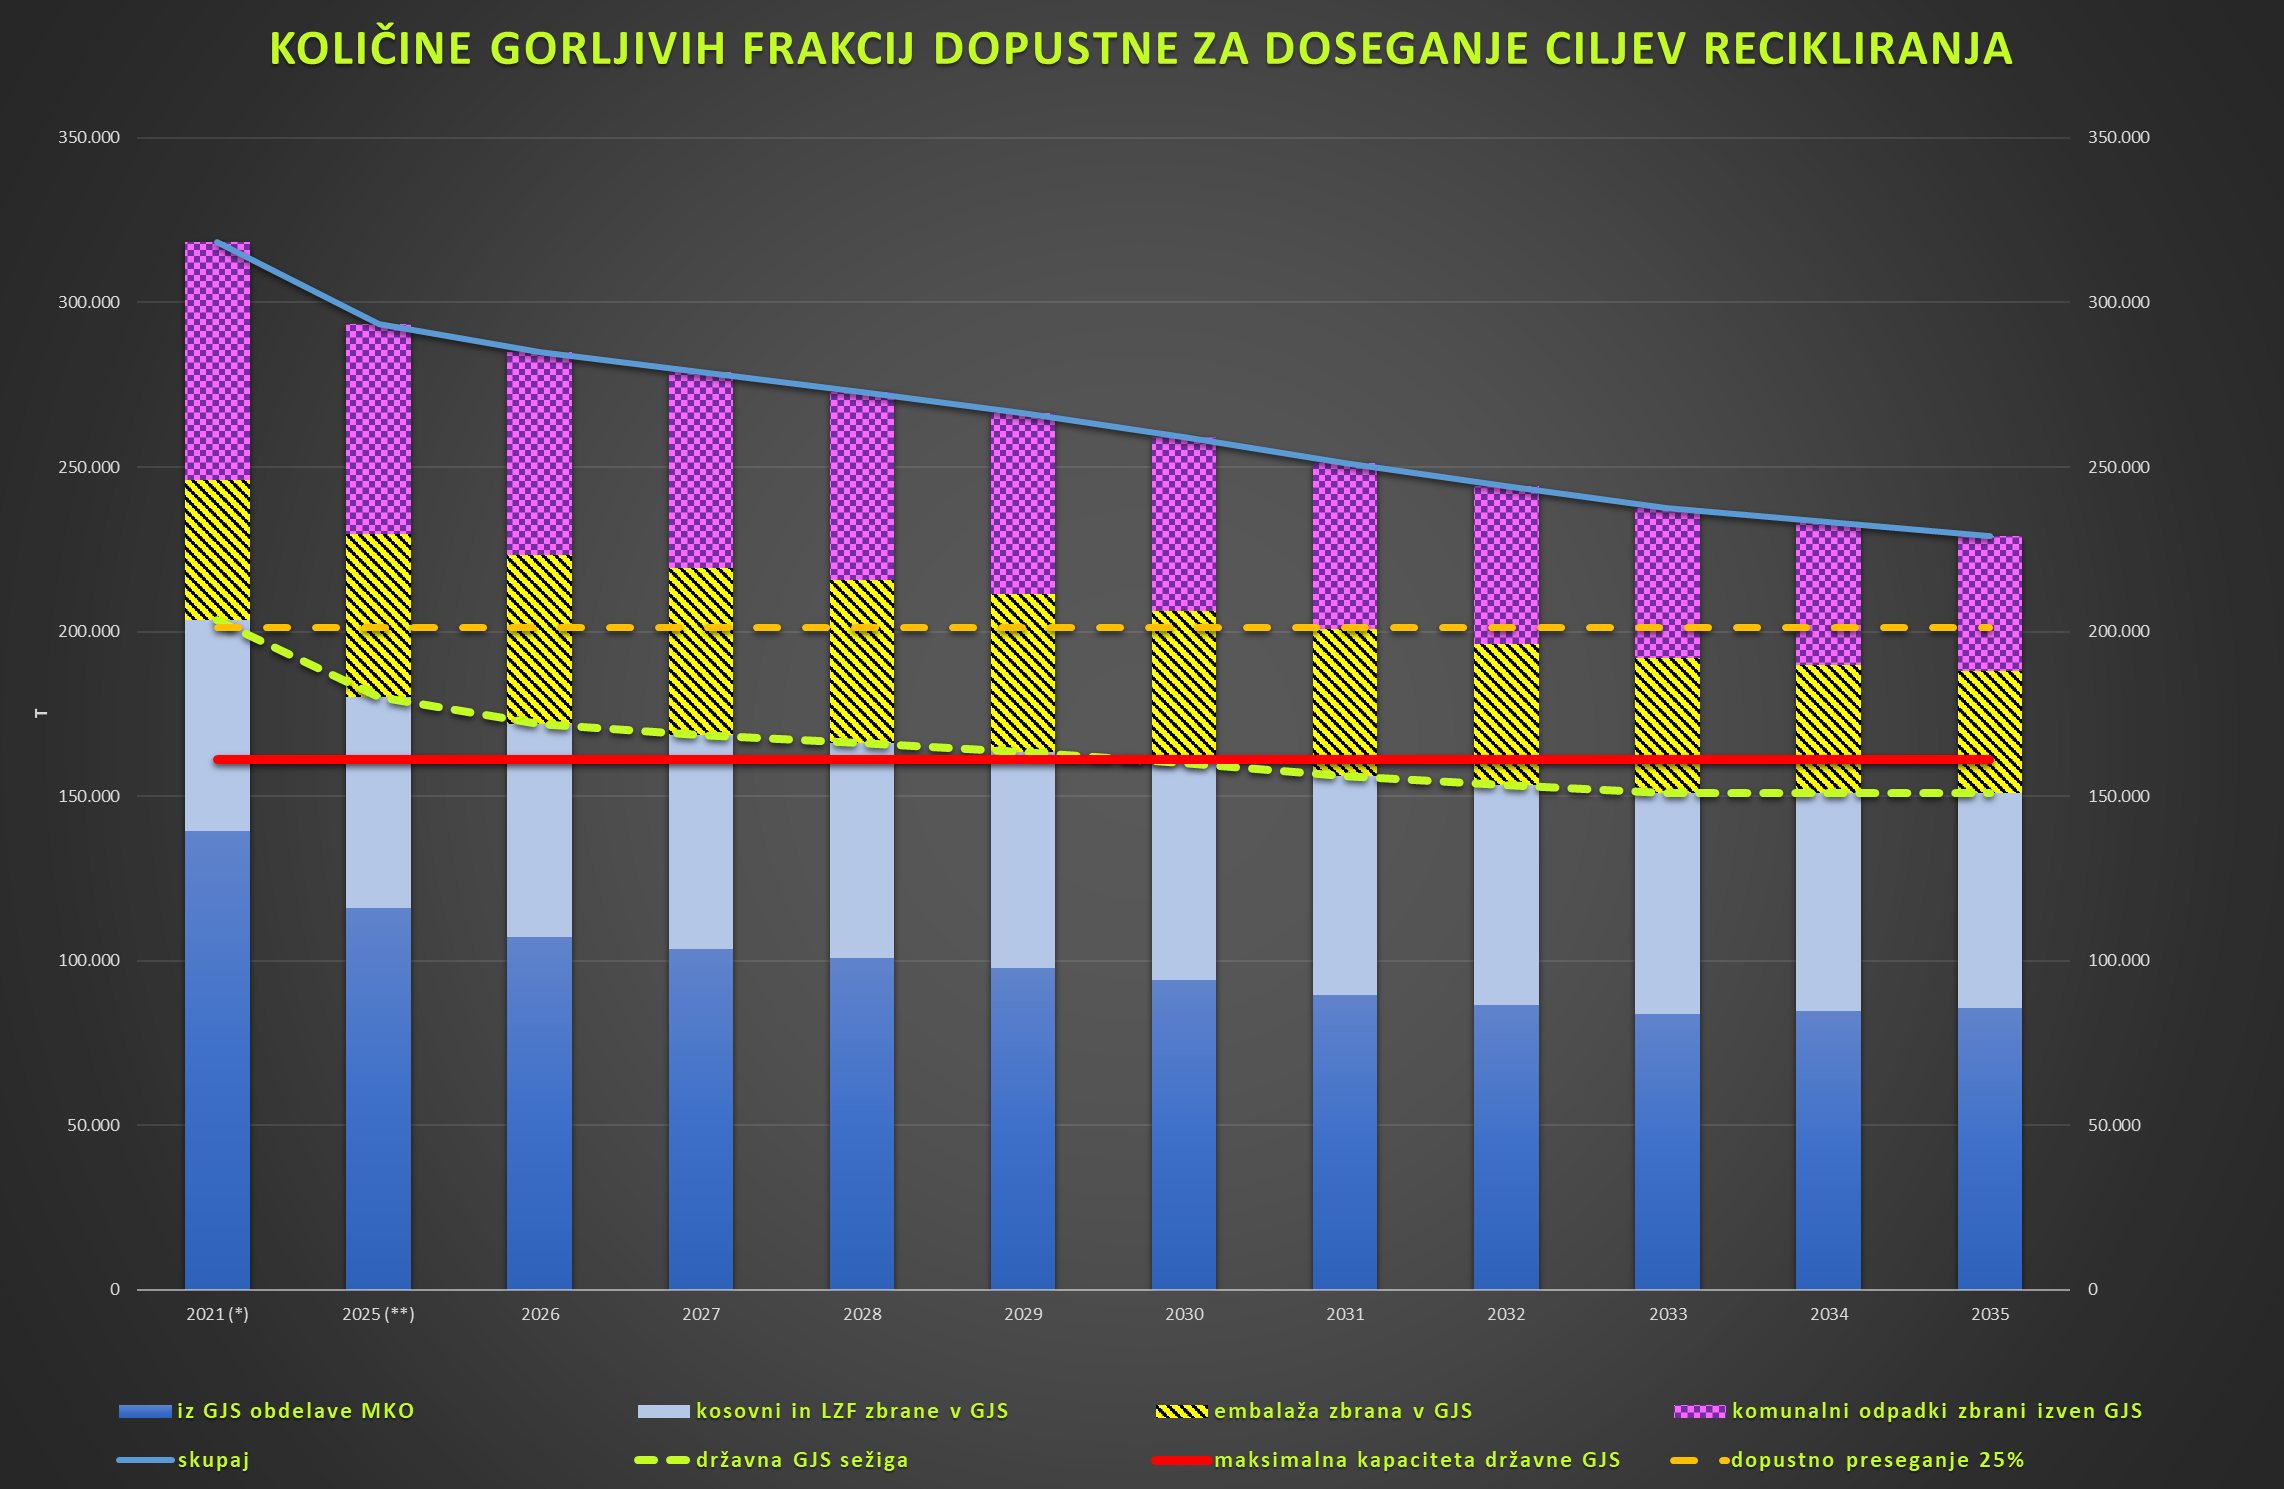 KOLIČINE GORLJIVIH FRAKCIJ DOPUSTNE ZA DOSEGANJE CILJEV RECIKLIRANJA
350.000 350.000
300.000 300.000
250.000 250.000
200.000 200.000
T
150.000 150.000
100.000 100.000
50.000 50.000
0 0
2021 (*) 2025 (**) 2026 2027 2028 2029 2030 2031 2032 2033 2034 2035
iz GJS obdelave MKO kosovni in LZF zbrane v GJS embalaža zbrana v GJS komunalni odpadki zbrani izven GJS
skupaj državna GJS sežiga maksimalna kapaciteta državne GJS dopustno preseganje 25%